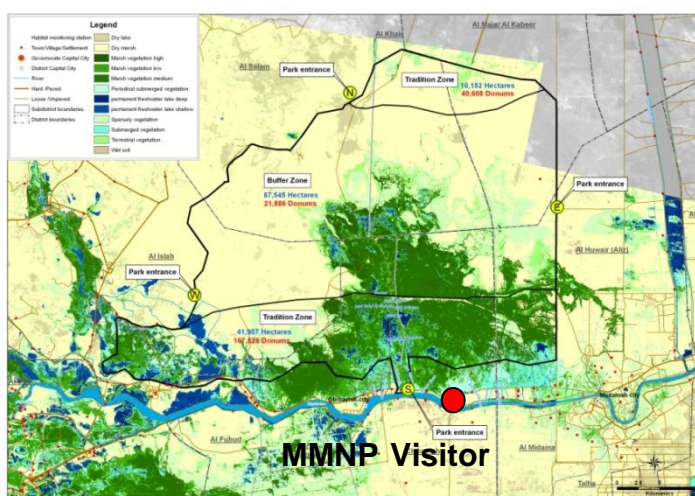 Legend
Habitat monitoring station
Town/Village/Settlement
Governorate Capital City
District Capital City
River
Hard /Paved
Loose /Unpaved
Subdistrict boundaries
District boundaries
Dry lake
Dry marsh
Marsh vegetation high
Marsh vegetation low
Marsh vegetation medium
Periodical submerged vegetation
permanent freshwater lake deep
permanent freshwater lake shallow
Sparsely vegetation
Submerged vegetation
Terrestrial vegetation
Wet soil
Al Khair
Al Majar Al Kabeer
Al Salam
Park entrance
N
Tradition Zone
10,152 Hectares
40,608 Donums
Buffer Zone
87,545 Hectares
21,886 Donums
Park entrance
E
Al Islah
Al Huwair (Aliz)
Park entrance
W
Tradition Zone
41,957 Hectares
167,828 Donums
S
Al Fuhud
Park entrance
MMNP Visitor
Al Midaina
Talha
Kilometers